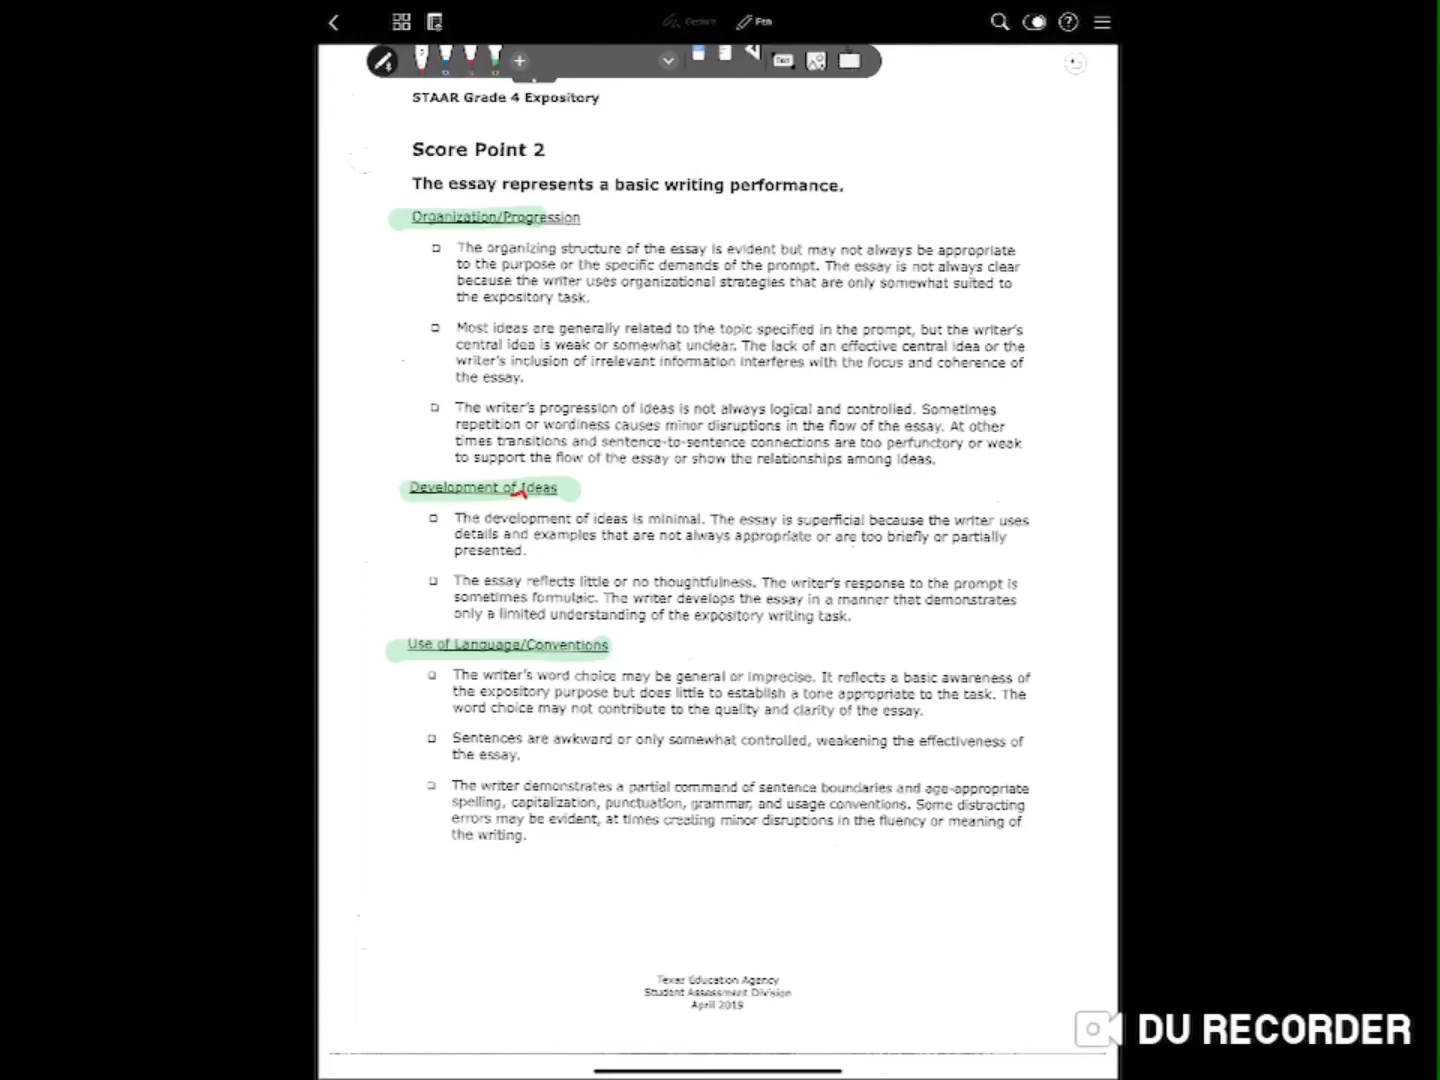 Pen
Text
STAAR Grade 4 Expository
Score Point 2
The essay represents a basic writing performance.
Organization/Progression
The organizing structure of the essay is evident but may not always be appropriate
to the purpose or the specific demands of the prompt. The essay is not always clear
because the writer uses organizational strategies that are only somewhat suited to
the expository task.
Most ideas are generally related to the topic specified in the prompt, but the writer's
central idea is weak or somewhat unclear. The lack of an effective central idea or the
writer's inclusion of irrelevant information interferes with the focus and coherence of
the essay.
The writer's progression of ideas is not always logical and controlled. Sometimes
repetition or wordiness causes minor disruptions in the flow of the essay. At other
times transitions and sentence-to-sentence connections are too perfunctory or weak
to support the flow of the essay or show the relationships among ideas.
Development of Ideas
The development of ideas is minimal. The essay is superficial because the writer uses
details and examples that are not always appropriate or are too briefly or partially
presented.
The essay reflects little or no thoughtfulness. The writer's response to the prompt is
sometimes formulaic. The writer develops the essay in a manner that demonstrates
only a limited understanding of the expository writing task.
Use of Language/Conventions
The writer's word choice may be general or imprecise. It reflects a basic awareness of
the expository purpose but does little to establish a tone appropriate to the task. The
word choice may not contribute to the quality and clarity of the essay.
Sentences are awkward or only somewhat controlled, weakening the effectiveness of
the essay.
The writer demonstrates a partial command of sentence boundaries and age-appropriate
spelling, capitalization, punctuation, grammar, and usage conventions. Some distracting
errors may be evident, at times creating minor disruptions in the fluency or meaning of
the writing.
Texas Education Agency
Student Assessment Division
April 2019
DU RECORDER